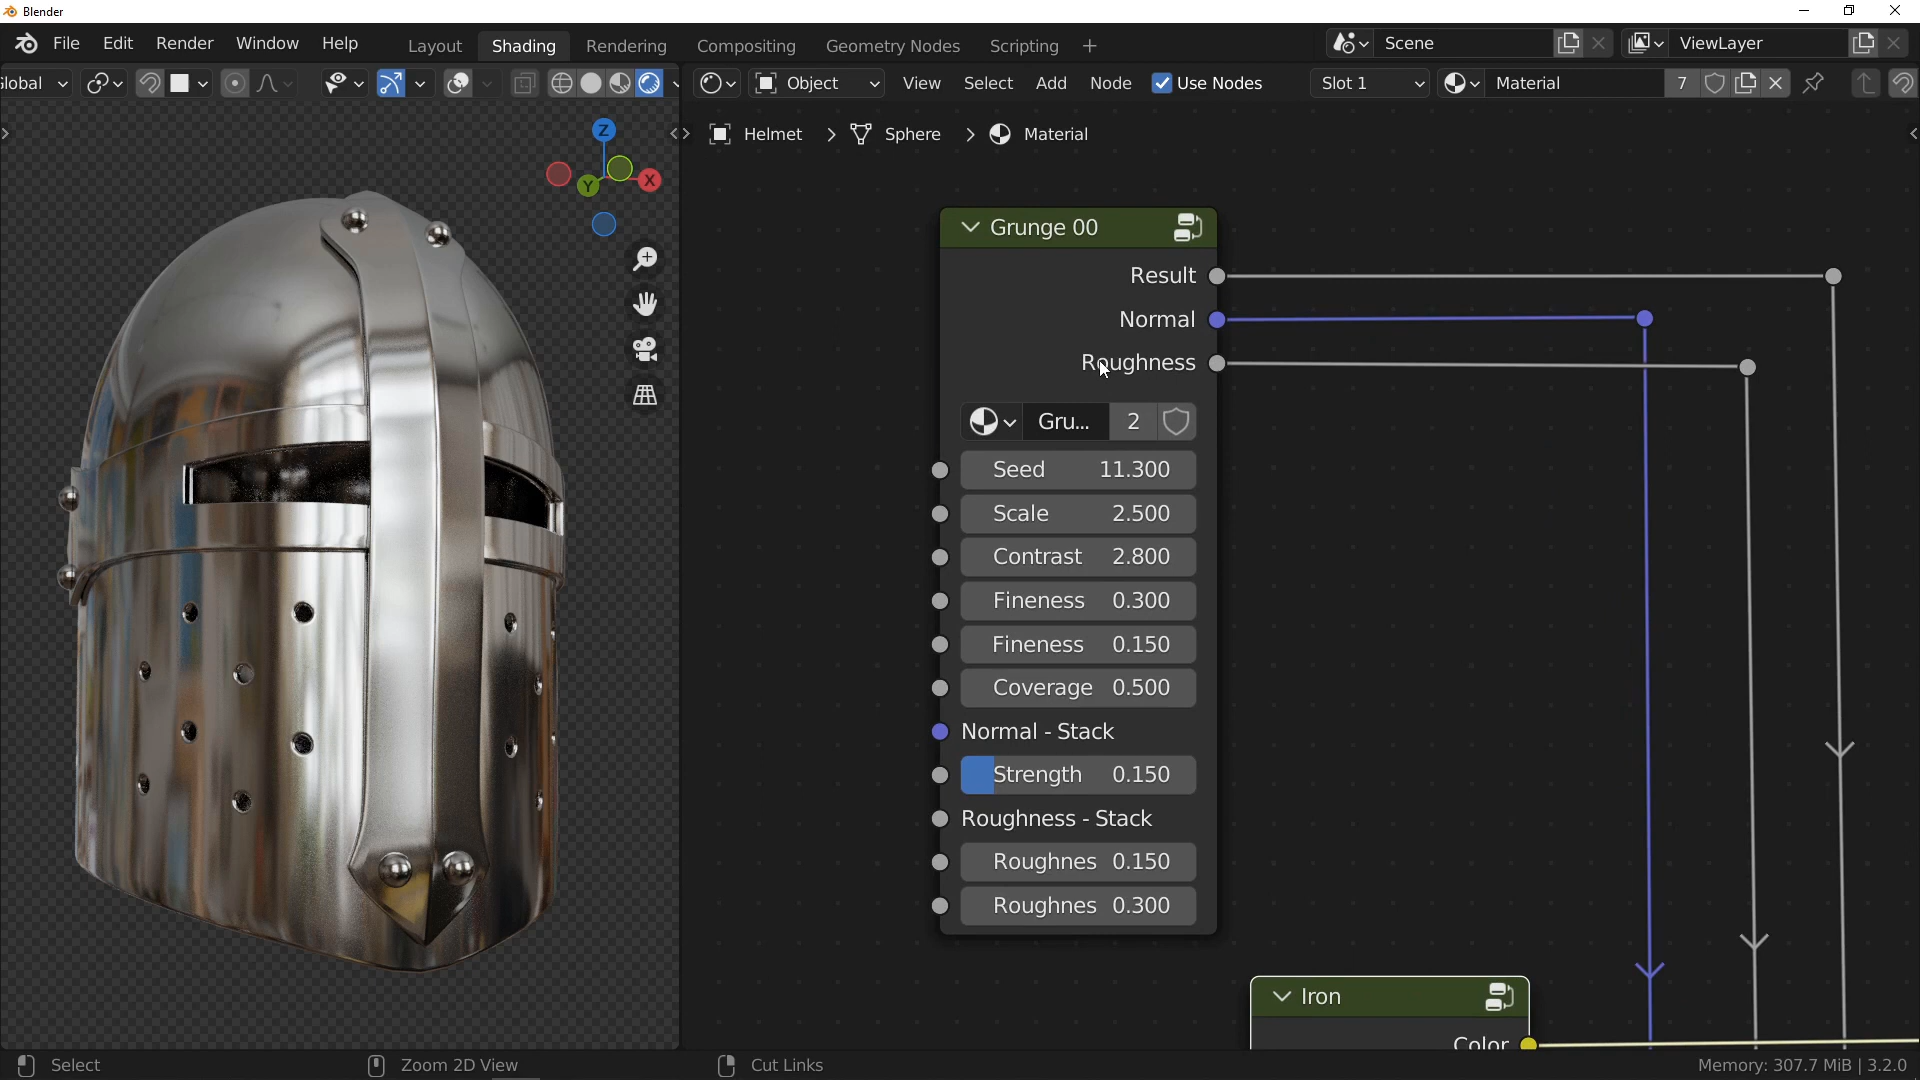 Blender
File Edit Render Window Help Layout Shading Rendering Compositing Geometry Nodes Scripting + Scene ViewLayer
lobal Object View Select Add Node Use Nodes Slot 1 Material 7
Helmet > Sphere > Material
Z
Y X
Grunge 00
Result
Normal
Roughness
Gru... 2
Seed 11.300
Scale 2.500
Contrast 2.800
Fineness 0.300
Fineness 0.150
Coverage 0.500
Normal - Stack
Strength 0.150
Roughness - Stack
Roughnes 0.150
Roughnes 0.300
Iron
Color
Select Zoom 2D View Cut Links Memory: 307.7 MiB | 3.2.0